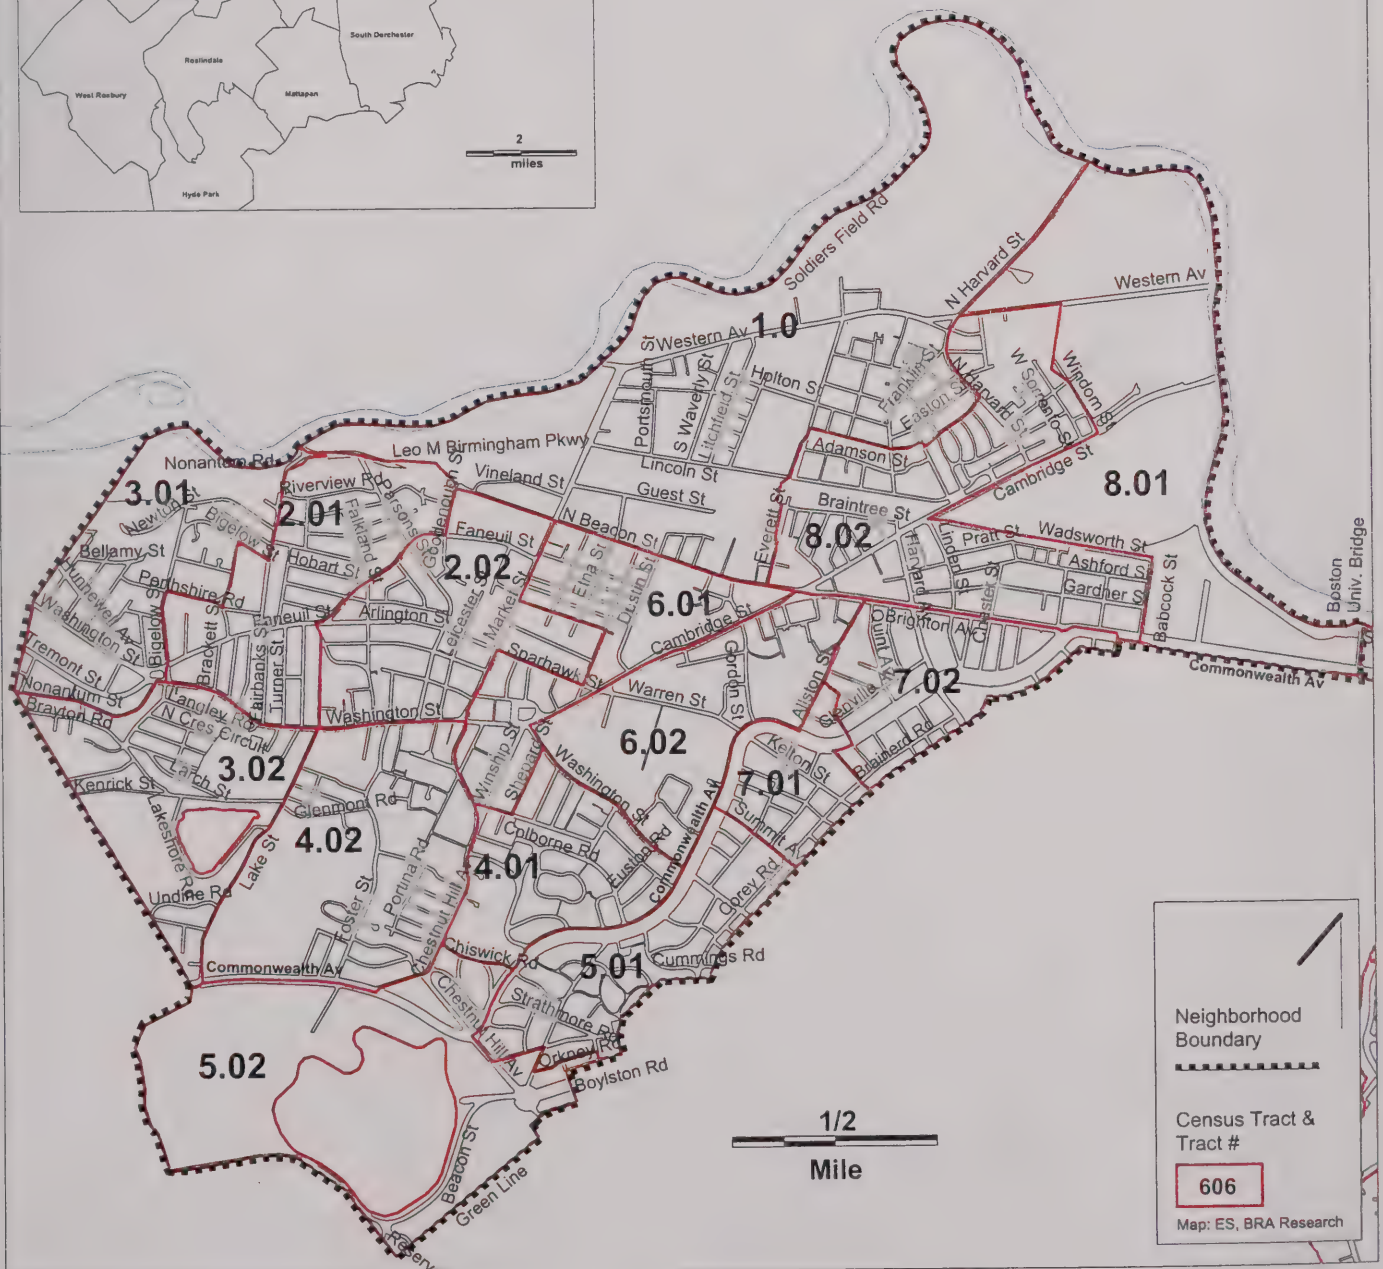 South Dorchester
Roslindale
West Roxbury
Mattapan
Hyde Park
2
miles
Soldiers Field Rd
N Harvard St
Western Av
1.0
Western Av
Portsmouth St
S Waverly St
Litchfield St
Holton S
Franklin St
Easton St
N Harvard St
W Sorrento St
Windom St
Leo M Birmingham Pkwy
Nonantum Rd
Lincoln St
Adamson St
Cambridge St
8.01
3.01
Newton St
Bigelow St
Riverview Rd
2.01
Parsons St
Goodenough St
Vineland St
Guest St
Everett St
Braintree St
8.02
Falkland St
Faneuil St
N Beacon St
Pratt St
Wadsworth St
Bellamy St
Hobart St
2.02
Etna St
Dustin St
Harvard A
Linden St
Ashford S
Hunnewell Av
Perthshire Rd
Leicester S
Market St
6.01
Chester St
Gardner S
Babcock St
Boston
Univ. Bridge
Washington St
Bigelow St
Brackett S
aneuil St
Arlington St
Cambridge St
Brighton Av
Tremont St
Fairbanks St
Turner St
Sparhawk St
Gordon St
Quint Av
Commonwealth Av
Nonantum St
Warren St
Allston St
Glenville Av
7.02
Brayton Rd
Langley Rd
N Cres Circuit
Washington St
Winship St
Shepard St
6.02
Kelton St
Brainerd Rd
3.02
Larch St
Washington St
7.01
Kenrick St
Lakeshore Rd
Glenmont Rd
Commonwealth Av
Summit Av
Lake St
4.02
Colborne Rd
Euston Rd
4.01
Undine Rd
Foster St
Portina Rd
Chestnut Hill A
Corey Rd
Commonwealth Av
Chiswick Rd
5.01
Cummings Rd
Chestnut Hill Av
Strathmore Rd
5.02
Orkney Rd
Boylston Rd
Beacon St
Green Line
Reserv
1/2
Mile
Neighborhood
Boundary
Census Tract &
Tract #
606
Map: ES, BRA Research